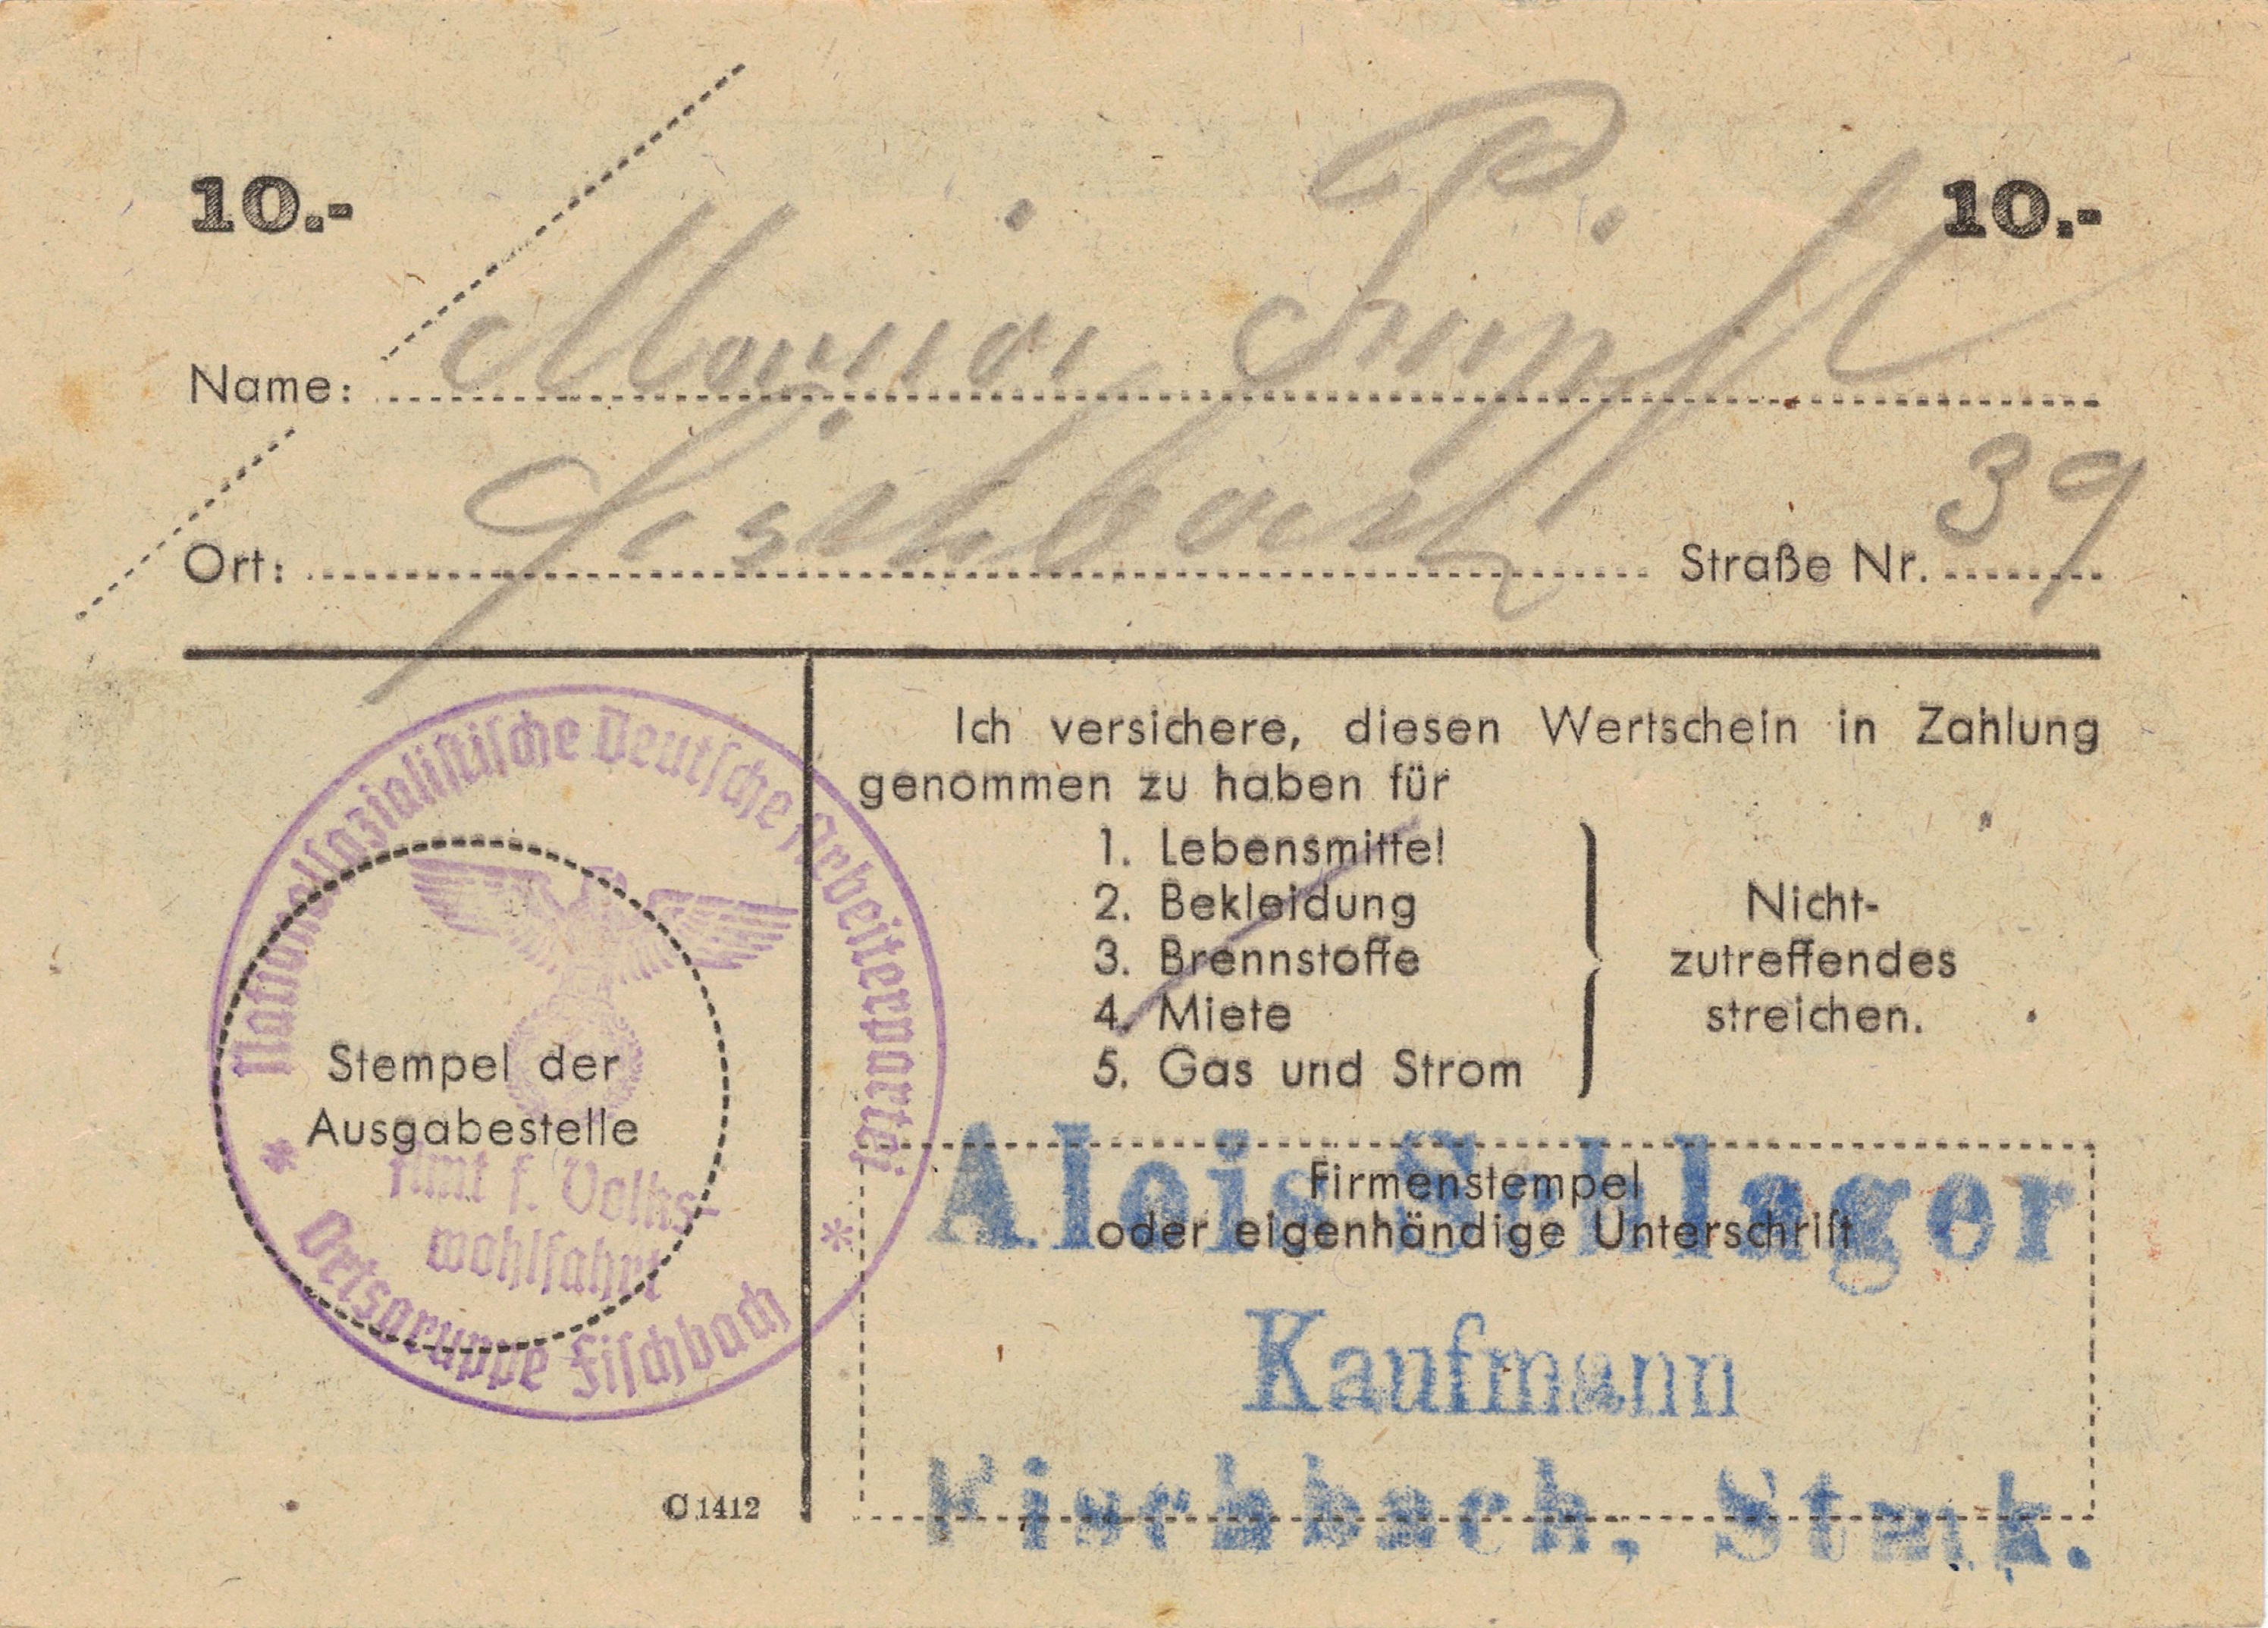 10.-
10.-
Name: Maria
Ort: Fischbach Straße Nr. 39
Nationalsozialistische Deutsche Arbeiterpartei
Stempel der
Ausgabestelle
Amt f. Volks-
wohlfahrt
* Ortsgruppe Fischbach *
C 1412
Ich versichere, diesen Wertschein in Zahlung
genommen zu haben für
1. Lebensmittel
2. Bekleidung
3. Brennstoffe
4. Miete
5. Gas und Strom
Nicht-
zutreffendes
streichen.
Firmenstempel
oder eigenhändige Unterschrift
Alois Schlager
Kaufmann
Fischbach, Stmk.